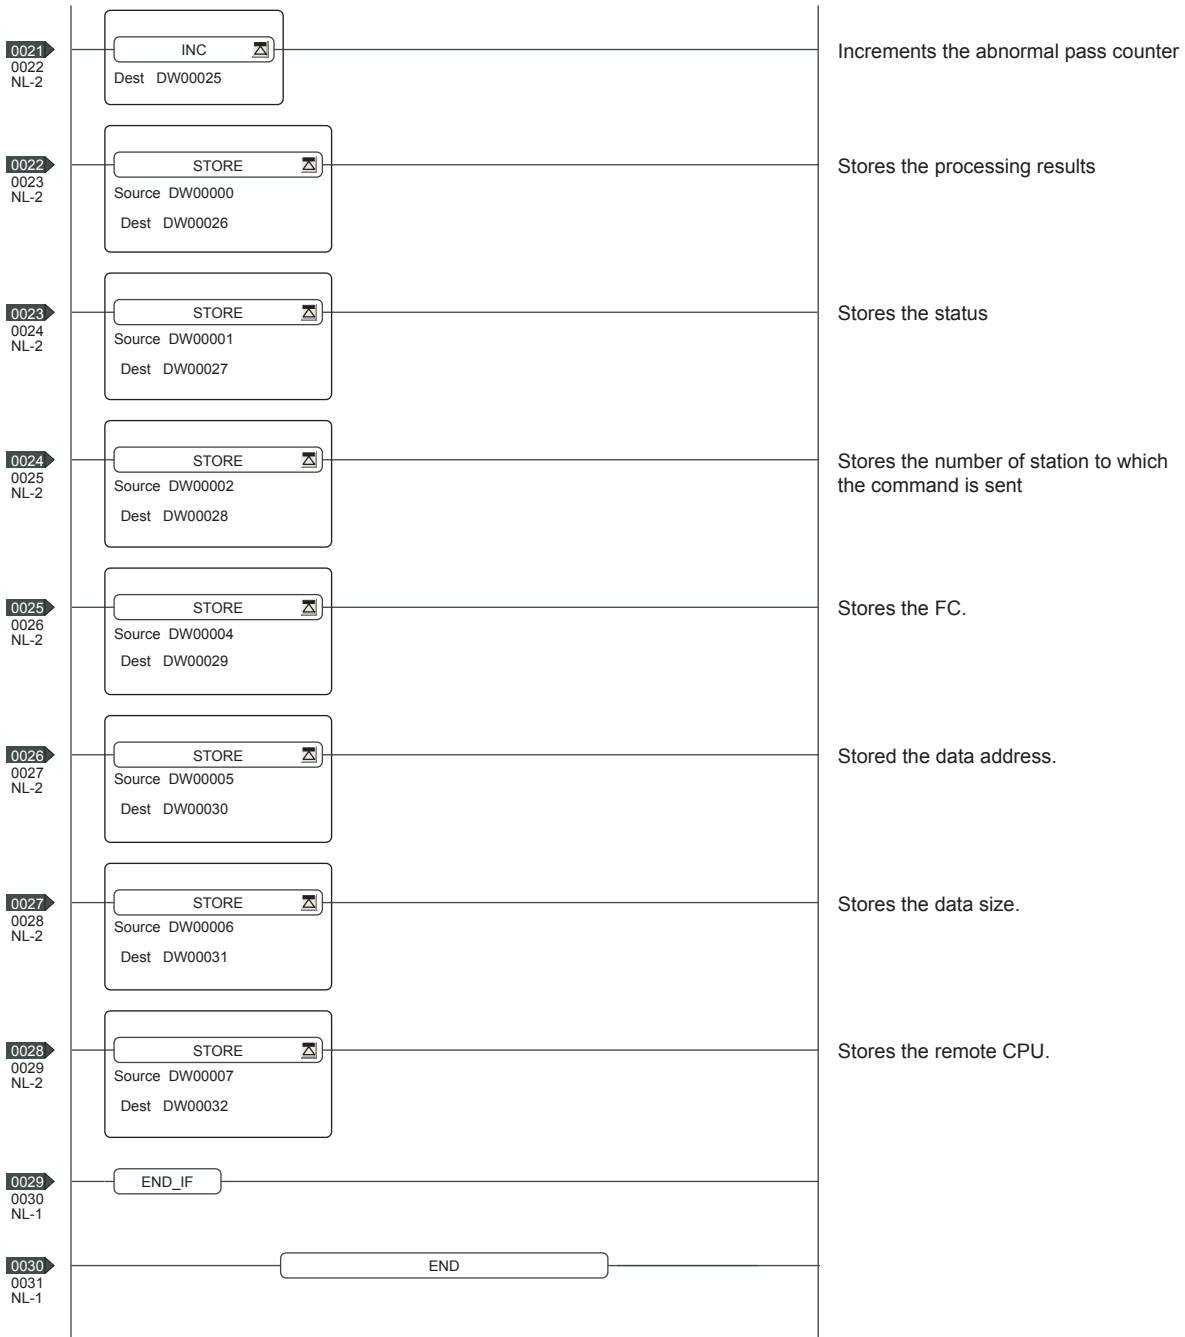 0021
0022
NL-2
INC
Dest DW00025
Increments the abnormal pass counter
0022
0023
NL-2
STORE
Source DW00000
Dest DW00026
Stores the processing results
0023
0024
NL-2
STORE
Source DW00001
Dest DW00027
Stores the status
0024
0025
NL-2
STORE
Source DW00002
Dest DW00028
Stores the number of station to which
the command is sent
0025
0026
NL-2
STORE
Source DW00004
Dest DW00029
Stores the FC.
0026
0027
NL-2
STORE
Source DW00005
Dest DW00030
Stored the data address.
0027
0028
NL-2
STORE
Source DW00006
Dest DW00031
Stores the data size.
0028
0029
NL-2
STORE
Source DW00007
Dest DW00032
Stores the remote CPU.
0029
0030
NL-1
END_IF
0030
0031
NL-1
END